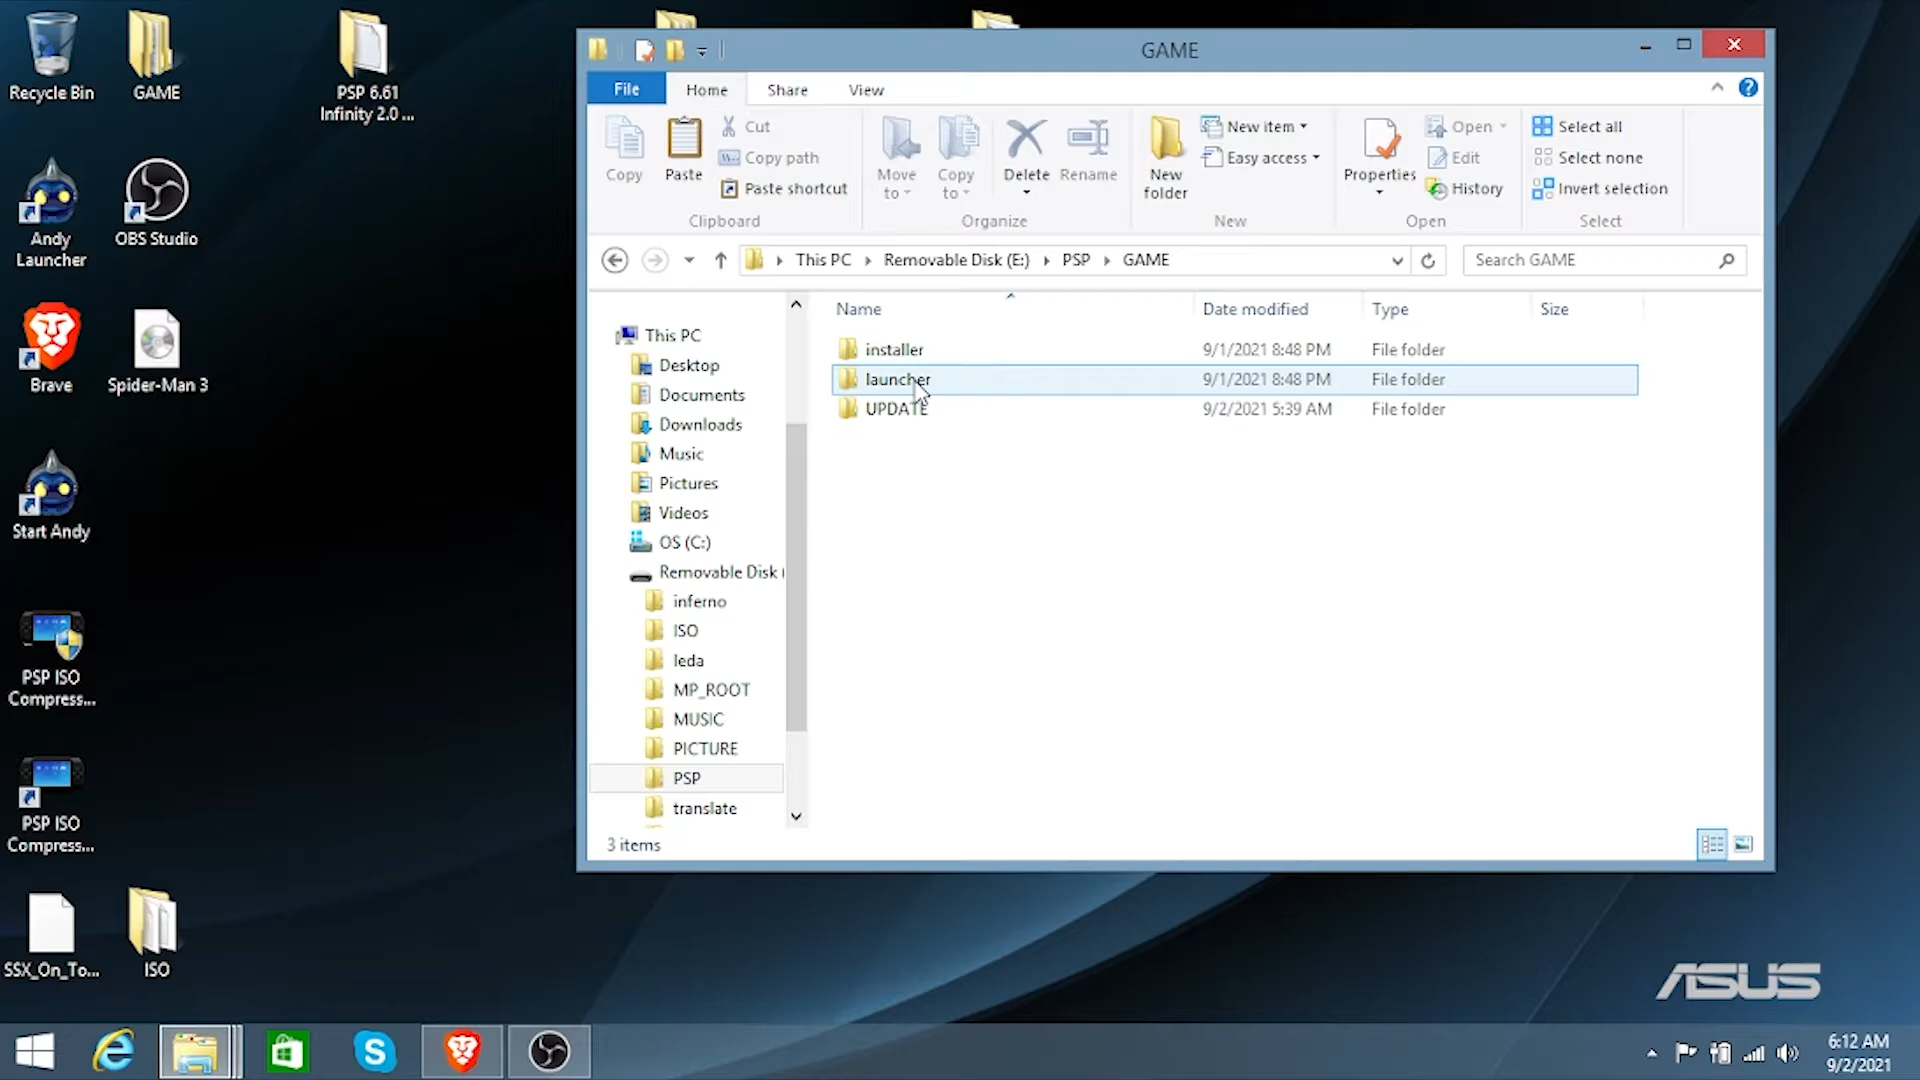 Recycle Bin
GAME
PSP 6.61
Infinity 2.0 ...
Andy
Launcher
OBS Studio
Brave
Spider-Man 3
Start Andy
PSP ISO
Compress...
PSP ISO
Compress...
SSX_On_To...
ISO
GAME
File
Home
Share
View
Copy
Paste
Cut
Copy path
Paste shortcut
Clipboard
Move
to
Copy
to
Delete
Rename
Organize
New
folder
New item
Easy access
New
Properties
Open
Edit
History
Open
Select all
Select none
Invert selection
Select
This PC
Removable Disk (E:)
PSP
GAME
Search GAME
This PC
Desktop
Documents
Downloads
Music
Pictures
Videos
OS (C:)
Removable Disk (
inferno
ISO
leda
MP_ROOT
MUSIC
PICTURE
PSP
translate
Name
Date modified
Type
Size
installer 9/1/2021 8:48 PM File folder
launcher 9/1/2021 8:48 PM File folder
UPDATE 9/2/2021 5:39 AM File folder
3 items
ASUS
6:12 AM
9/2/2021